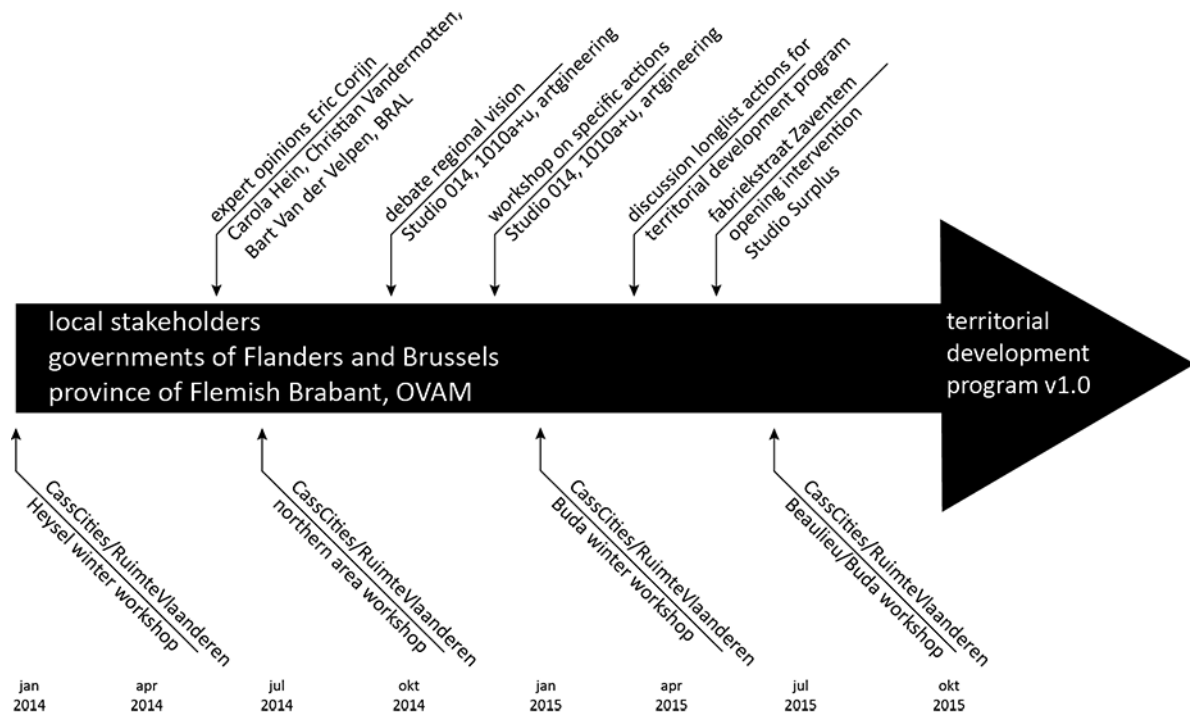 expert opinions Eric Corijn
Carola Hein, Christian Vandermotten,
Bart Van der Velpen, BRAL
debate regional vision
Studio 014, 1010a+u, artgineering
workshop on specific actions
Studio 014, 1010a+u, artgineering
discussion longlist actions for
territorial development program
fabriekstraat Zaventem
opening intervention
Studio Surplus
local stakeholders
governments of Flanders and Brussels
province of Flemish Brabant, OVAM
territorial
development
program v1.0
CassCities/RuimteVlaanderen
Heysel winter workshop
CassCities/RuimteVlaanderen
northern area workshop
CassCities/RuimteVlaanderen
Buda winter workshop
CassCities/RuimteVlaanderen
Beaulieu/Buda workshop
jan
2014
apr
2014
jul
2014
okt
2014
jan
2015
apr
2015
jul
2015
okt
2015